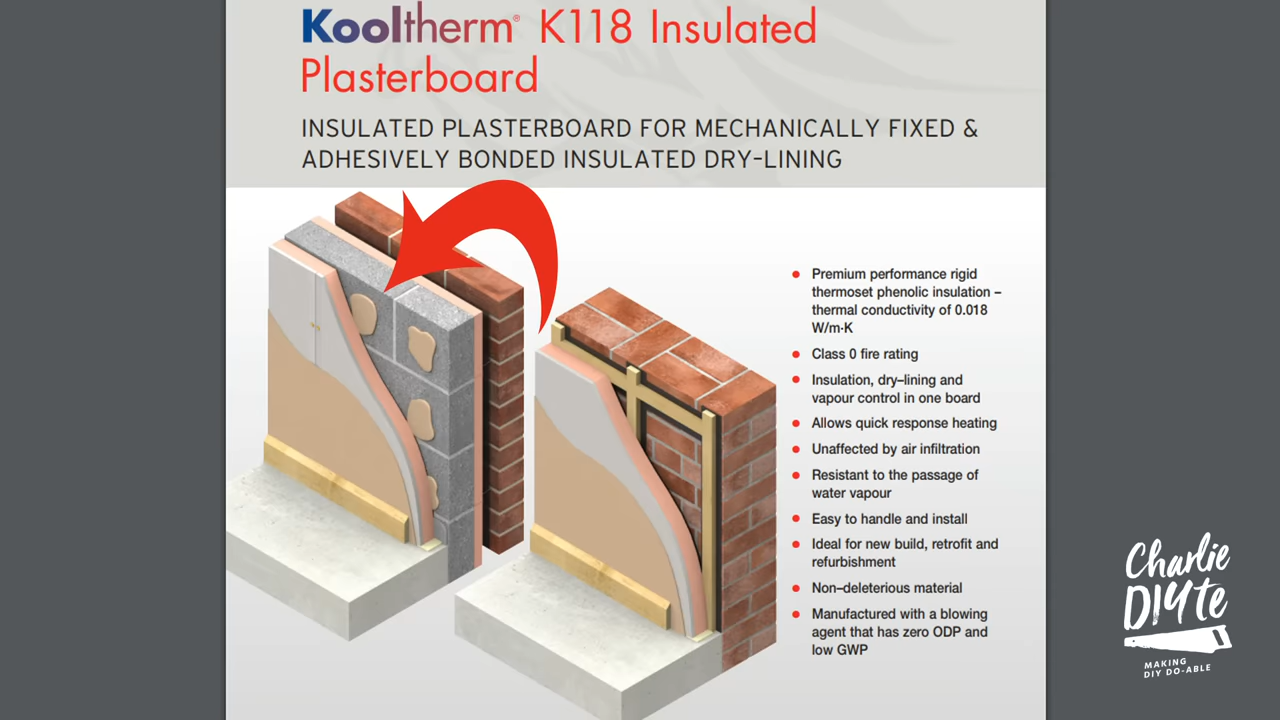 Kooltherm® K118 Insulated
Plasterboard
INSULATED PLASTERBOARD FOR MECHANICALLY FIXED &
ADHESIVELY BONDED INSULATED DRY-LINING
• Premium performance rigid
thermoset phenolic insulation –
thermal conductivity of 0.018
W/m·K
• Class 0 fire rating
• Insulation, dry–lining and
vapour control in one board
• Allows quick response heating
• Unaffected by air infiltration
• Resistant to the passage of
water vapour
• Easy to handle and install
• Ideal for new build, retrofit and
refurbishment
• Non–deleterious material
• Manufactured with a blowing
agent that has zero ODP and
low GWP
Charlie
DIYte
MAKING
DIY DO-ABLE